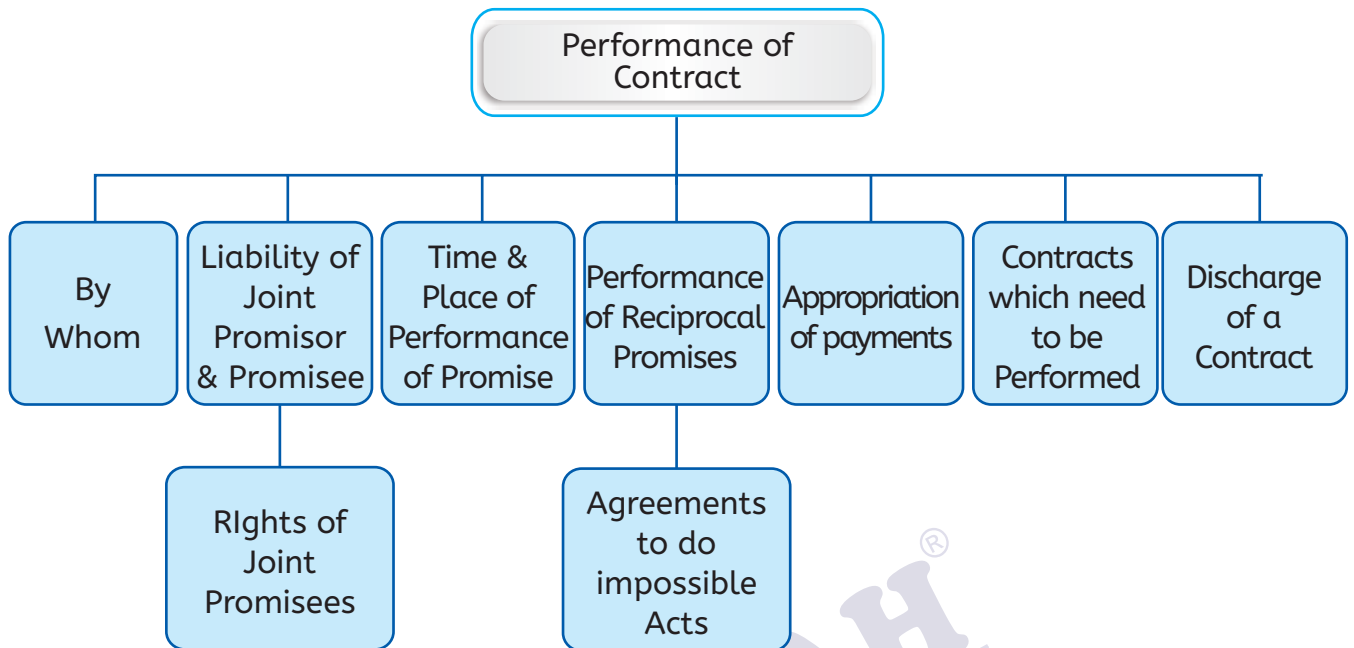 Performance of
Contract
By
Whom
Liability of
Joint
Promisor
& Promisee
Time &
Place of
Performance
of Promise
Performance
of Reciprocal
Promises
Appropriation
of payments
Contracts
which need
to be
Performed
Discharge
of a
Contract
RIghts of
Joint
Promisees
Agreements
to do
impossible
Acts
®